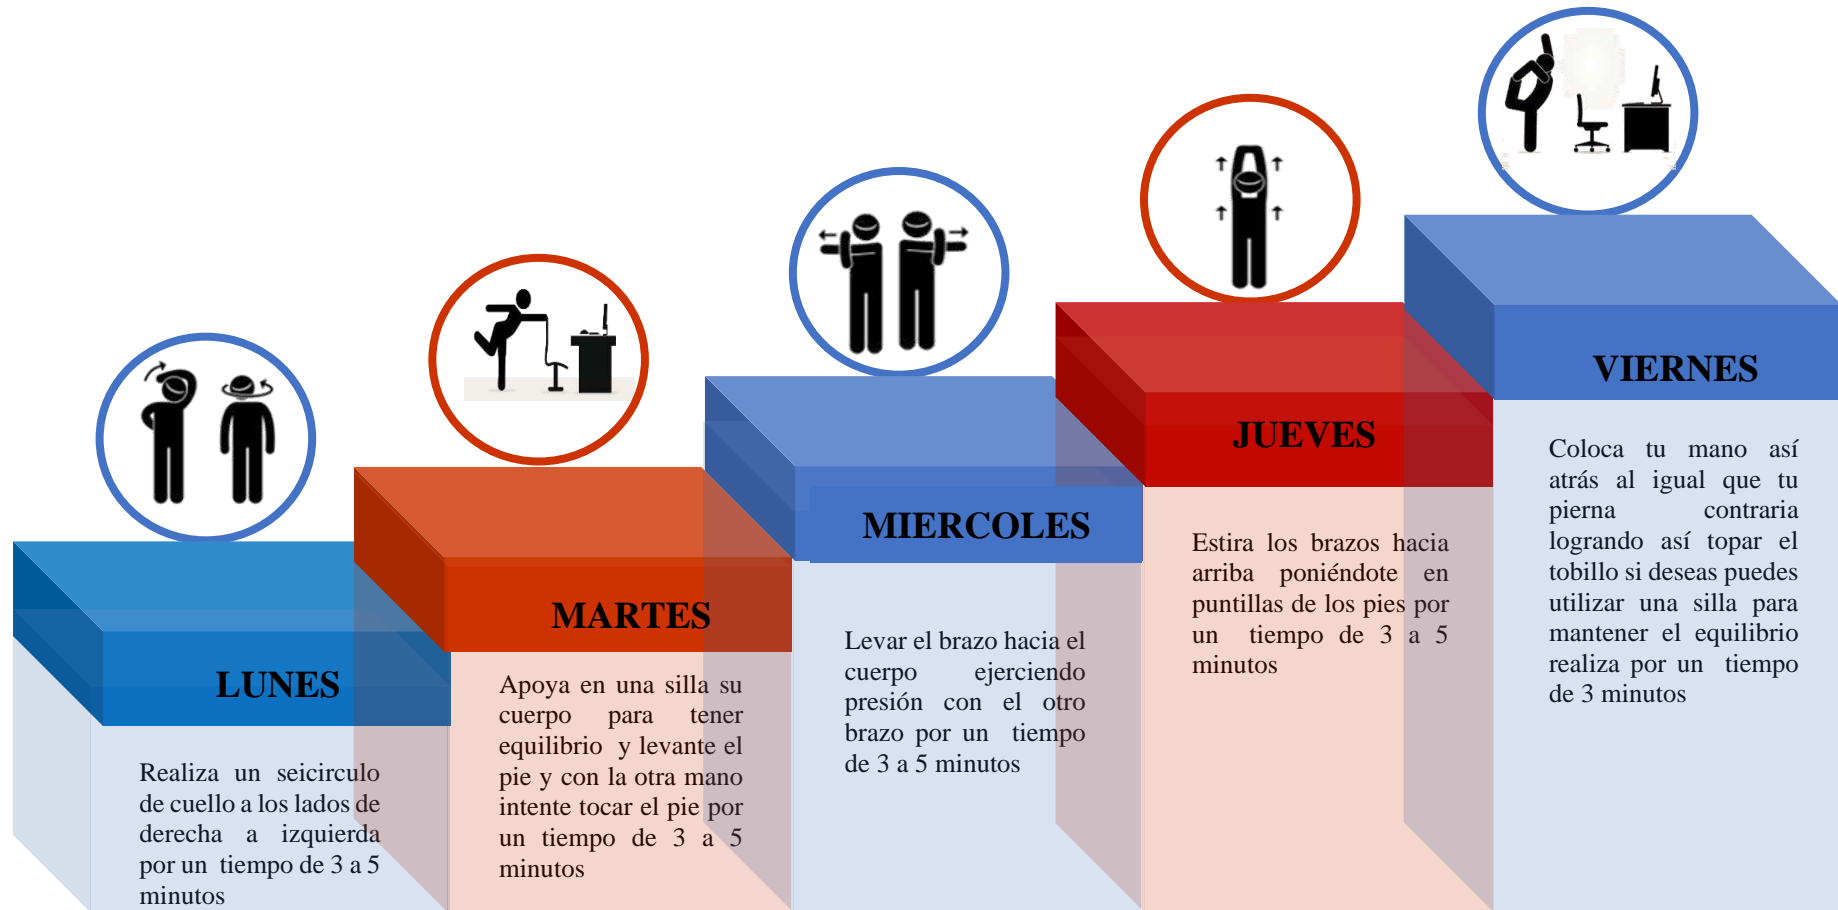 LUNES
Realiza un seicirculo
de cuello a los lados de
derecha a izquierda
por un tiempo de 3 a 5
minutos
MARTES
Apoya en una silla su
cuerpo para tener
equilibrio y levante el
pie y con la otra mano
intente tocar el pie por
un tiempo de 3 a 5
minutos
MIERCOLES
Levar el brazo hacia el
cuerpo ejerciendo
presión con el otro
brazo por un tiempo
de 3 a 5 minutos
JUEVES
Estira los brazos hacia
arriba poniéndote en
puntillas de los pies por
un tiempo de 3 a 5
minutos
VIERNES
Coloca tu mano así
atrás al igual que tu
pierna contraria
logrando así topar el
tobillo si deseas puedes
utilizar una silla para
mantener el equilibrio
realiza por un tiempo
de 3 minutos